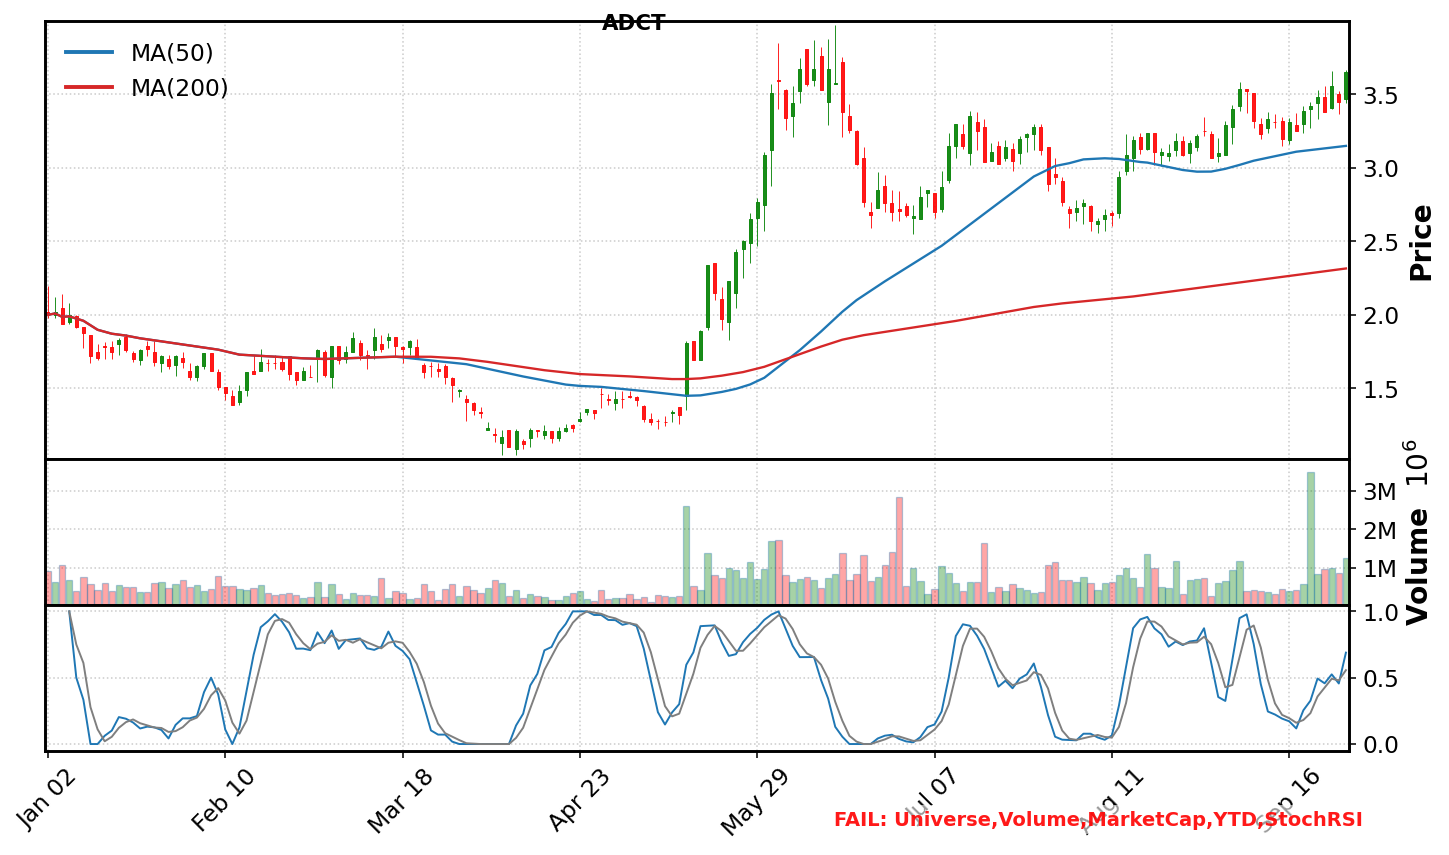 ADCT
MA(50)
MA(200)
3.5
3.0
2.5
2.0
1.5
Price
3M
2M
1M
Volume 10^6
1.0
0.5
0.0
Jan 02
Feb 10
Mar 18
Apr 23
May 29
Jul 07
Aug 11
Sep 16
FAIL: Universe,Volume,MarketCap,YTD,StochRSI